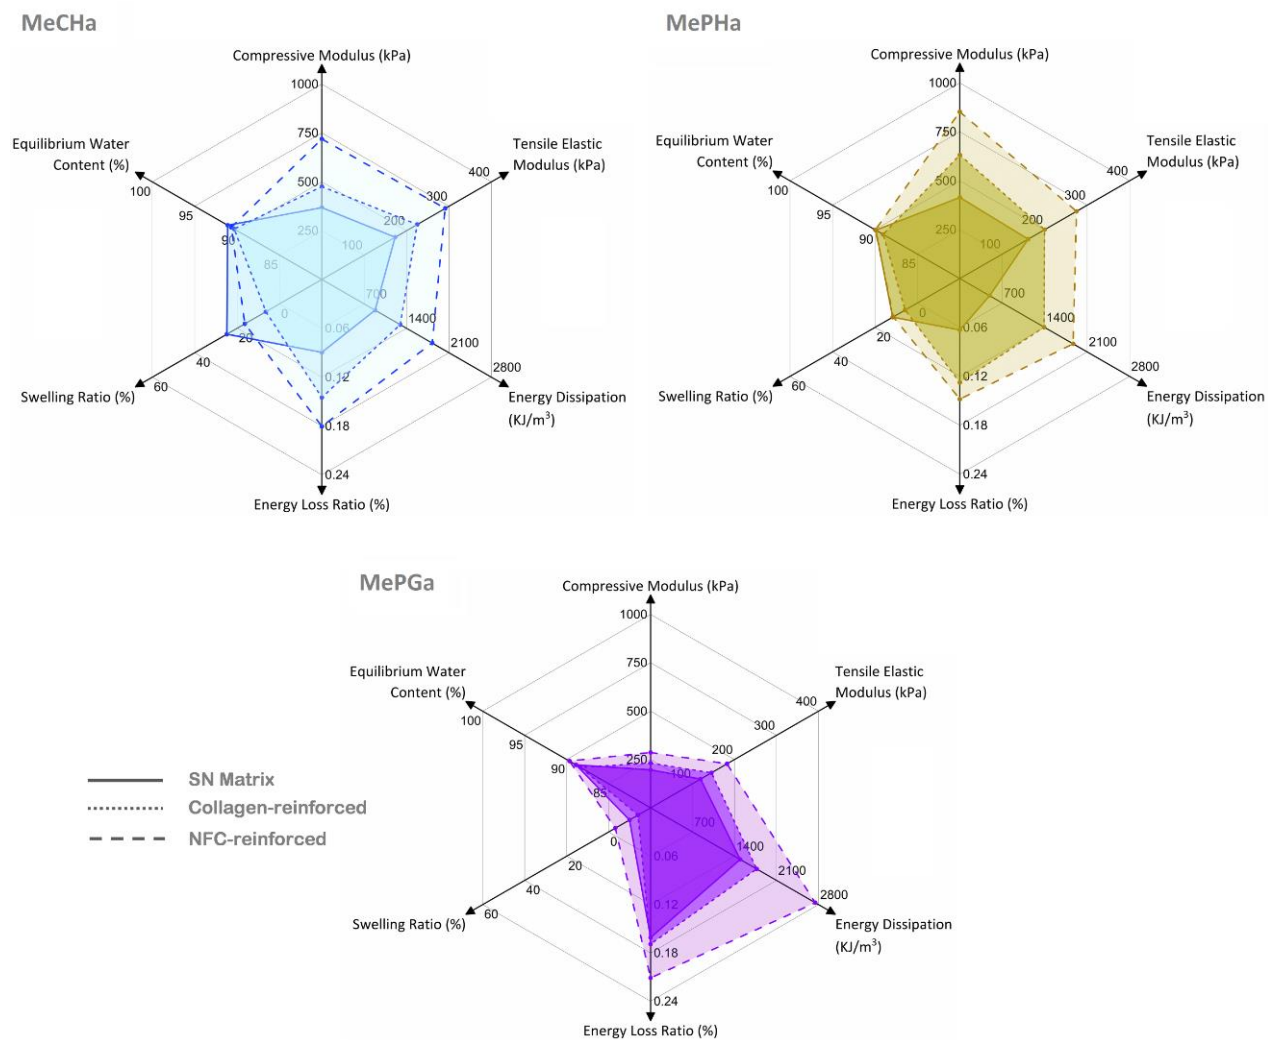 MeCHa
Compressive Modulus (kPa)
1000
750
500
250
Equilibrium Water
Content (%)
100
95
90
85
Tensile Elastic
Modulus (kPa)
400
300
200
100
0
20
40
60
Swelling Ratio (%)
700
1400
2100
2800
Energy Dissipation
(KJ/m³)
0.06
0.12
0.18
0.24
Energy Loss Ratio (%)
MePHa
Compressive Modulus (kPa)
1000
750
500
250
Equilibrium Water
Content (%)
100
95
90
85
Tensile Elastic
Modulus (kPa)
400
300
200
100
0
20
40
60
Swelling Ratio (%)
700
1400
2100
2800
Energy Dissipation
(KJ/m³)
0.06
0.12
0.18
0.24
Energy Loss Ratio (%)
MePGa
Compressive Modulus (kPa)
1000
750
500
250
Equilibrium Water
Content (%)
100
95
90
85
Tensile Elastic
Modulus (kPa)
400
300
200
100
0
20
40
60
Swelling Ratio (%)
700
1400
2100
2800
Energy Dissipation
(KJ/m³)
0.06
0.12
0.18
0.24
Energy Loss Ratio (%)
SN Matrix
Collagen-reinforced
NFC-reinforced